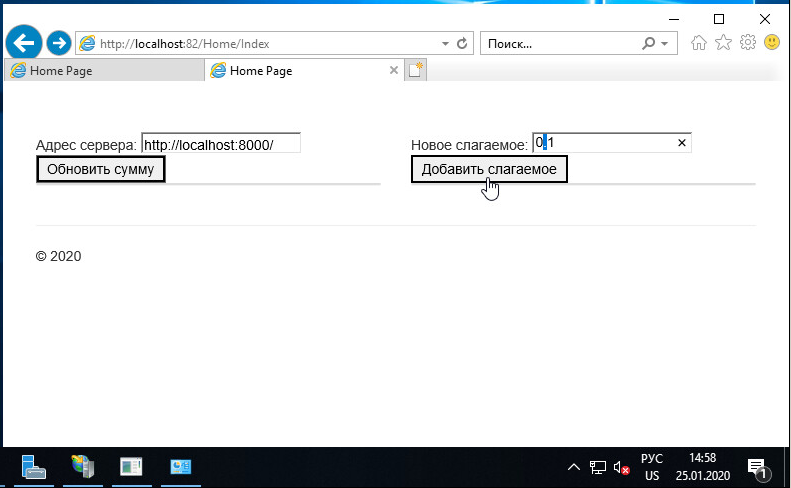 http://localhost:82/Home/Index
Поиск...
Home Page
Home Page
Адрес сервера: http://localhost:8000/
Новое слагаемое: 0.1
Обновить сумму
Добавить слагаемое
© 2020
РУС
14:58
US
25.01.2020
1